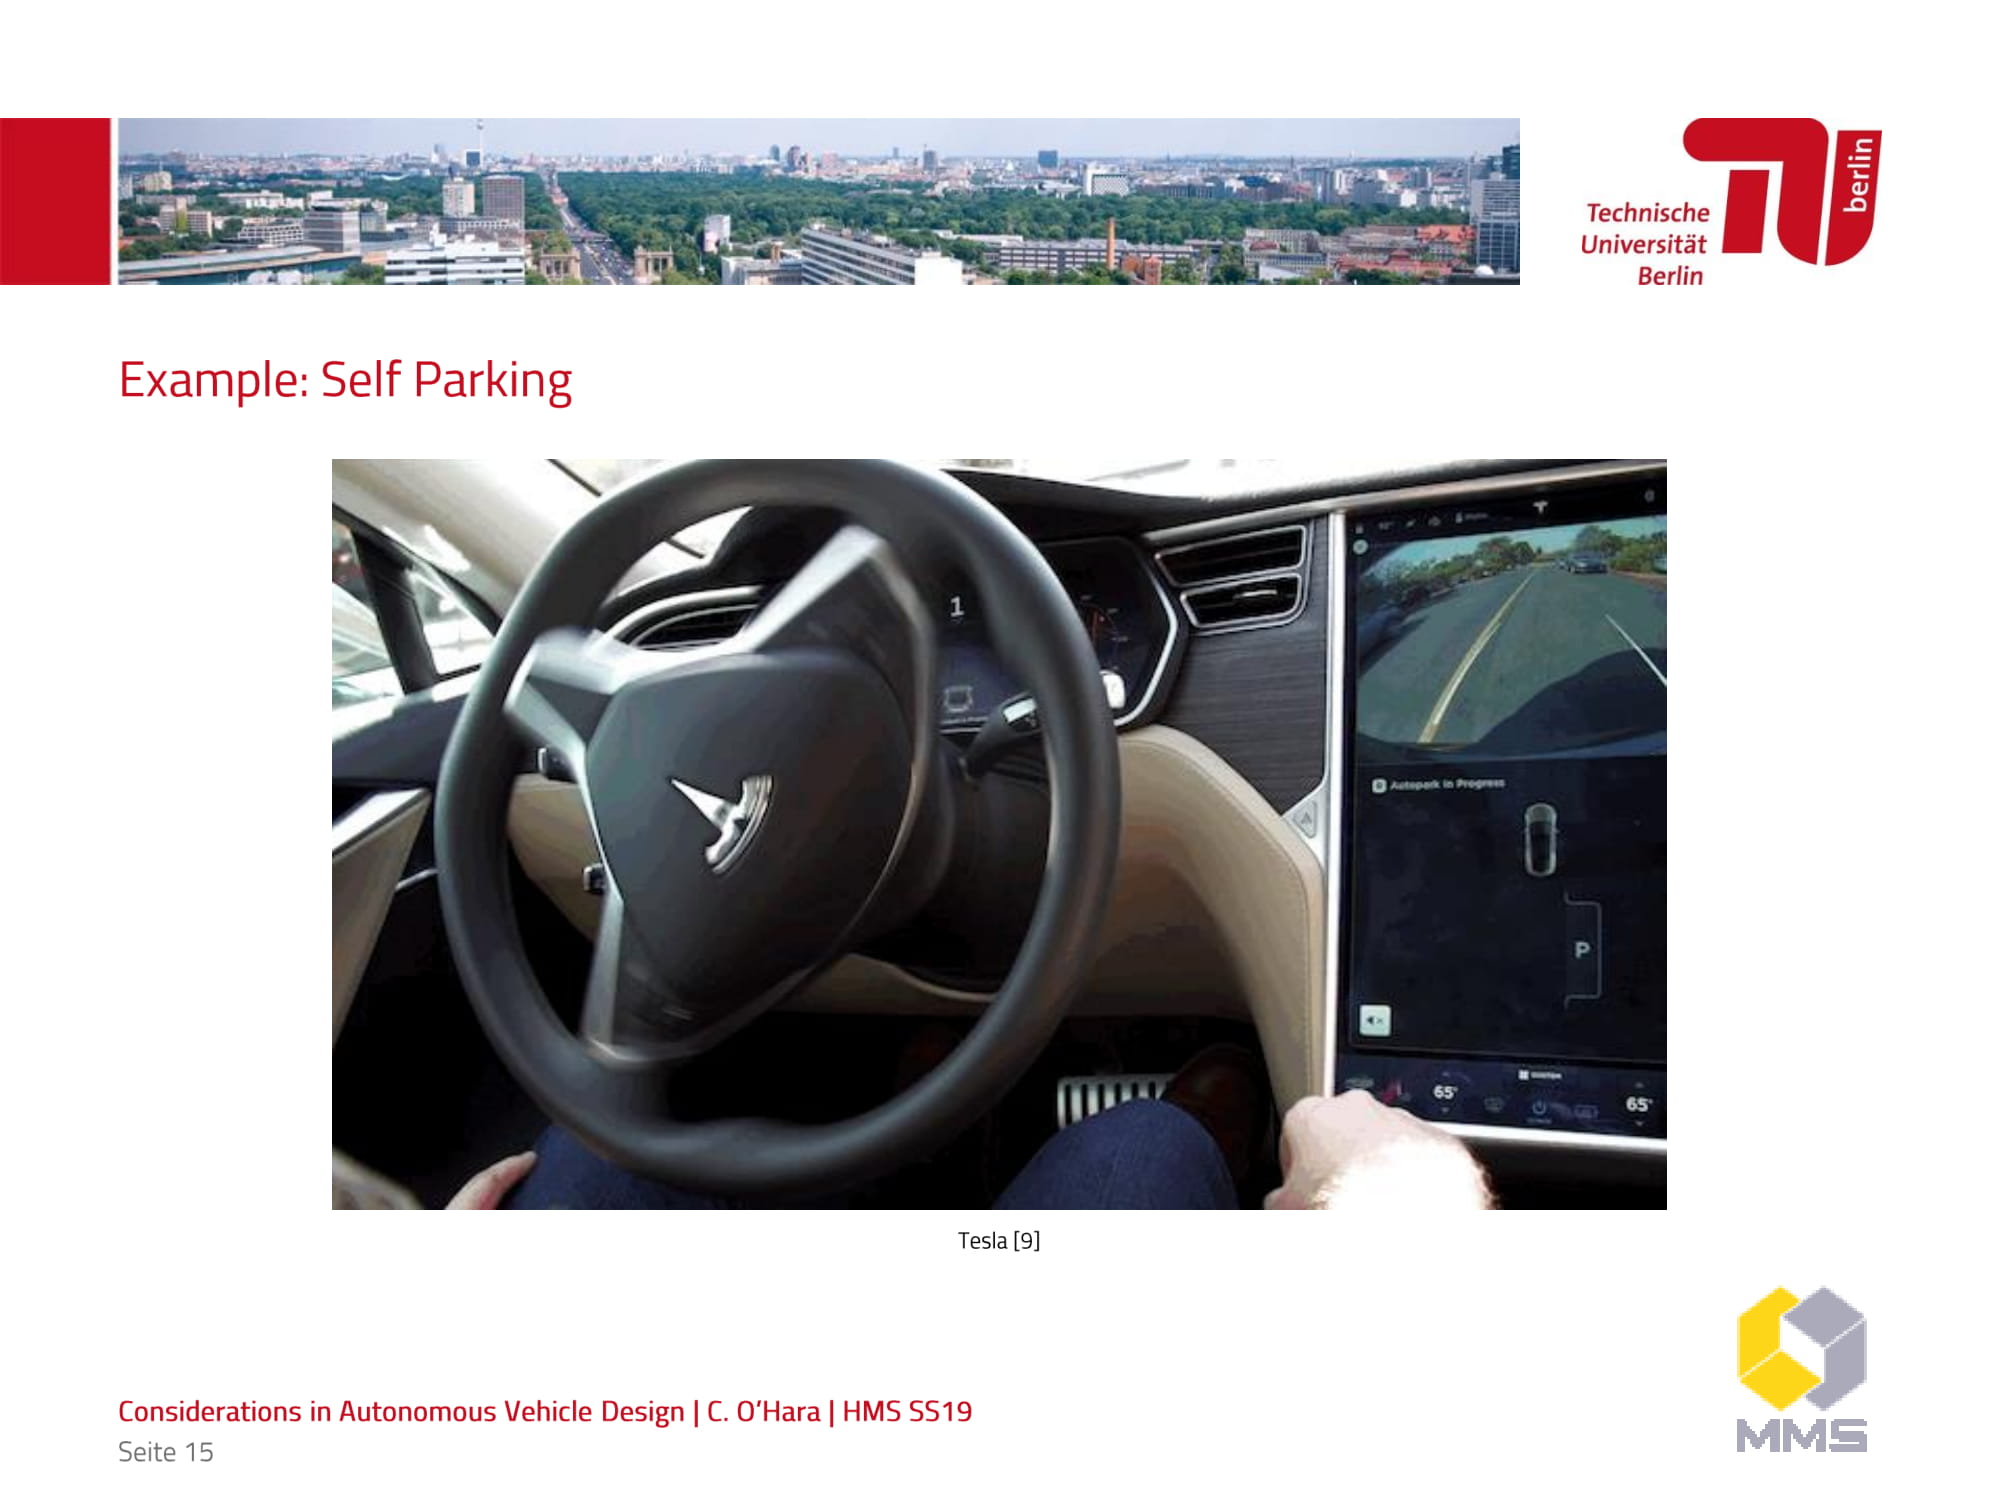 berlin
Technische
Universität
Berlin
Example: Self Parking
1
Autopark in Progress
P
65°
65°
Tesla [9]
Considerations in Autonomous Vehicle Design | C. O’Hara | HMS SS19
Seite 15
MMS